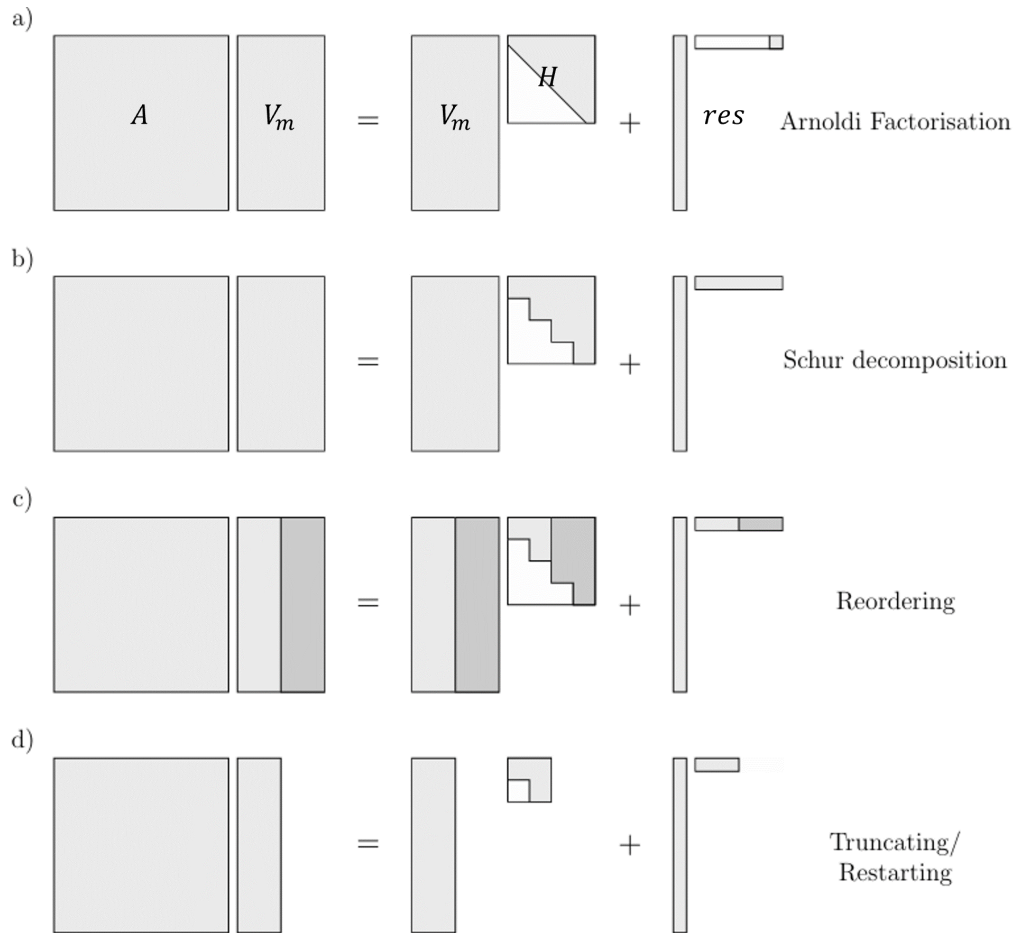 a)
A V_m = V_m H + res Arnoldi Factorisation
b)
= + Schur decomposition
c)
= + Reordering
d)
= + Truncating/
Restarting